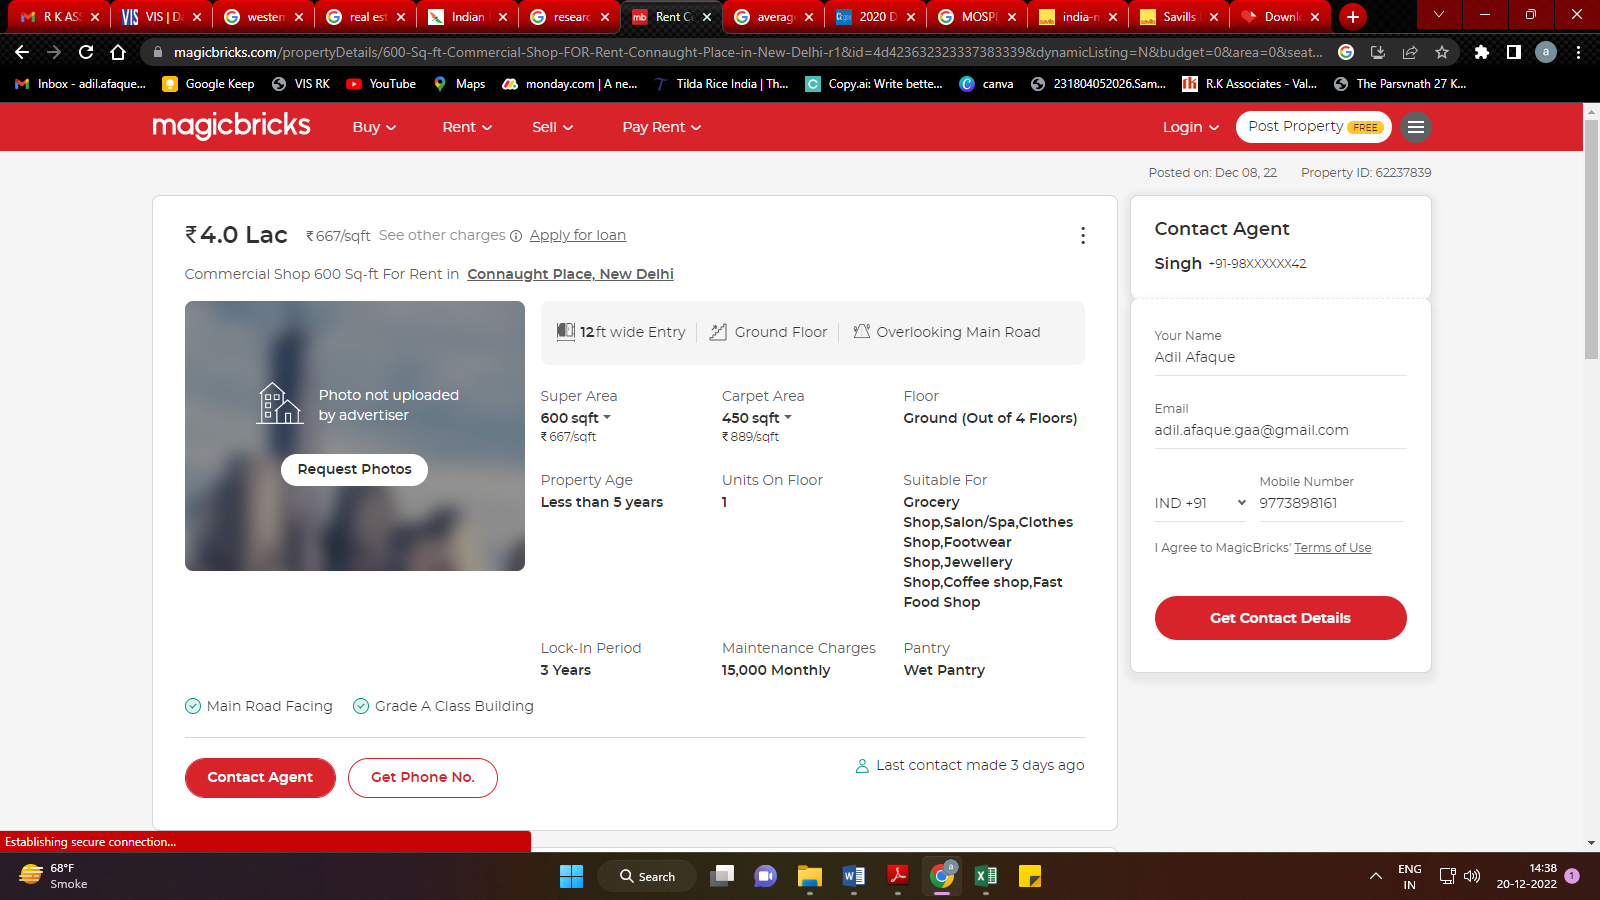 R K AS
VIS | Da
western
real est
Indian
researc
Rent Co
averag
2020 D
MOSPI
india-m
Savills
Downl
magicbricks.com/propertyDetails/600-Sq-ft-Commercial-Shop-FOR-Rent-Connaught-Place-in-New-Delhi-r1&id=4d423632323337383339&dynamicListing=N&budget=0&area=0&seat...
a
Inbox - adil.afaque...
Google Keep
VIS RK
YouTube
Maps
monday.com | A ne...
Tilda Rice India | Th...
Copy.ai: Write bette...
canva
231804052026.Sam...
R.K Associates - Val...
The Parsvnath 27 K...
magicbricks
Buy
Rent
Sell
Pay Rent
Login
Post Property FREE
Posted on: Dec 08, 22 Property ID: 62237839
₹4.0 Lac ₹667/sqft See other charges Apply for loan
Commercial Shop 600 Sq-ft For Rent in Connaught Place, New Delhi
Photo not uploaded
by advertiser
Request Photos
12ft wide Entry
Ground Floor
Overlooking Main Road
Super Area
600 sqft
₹667/sqft
Carpet Area
450 sqft
₹889/sqft
Floor
Ground (Out of 4 Floors)
Property Age
Less than 5 years
Units On Floor
1
Suitable For
Grocery
Shop,Salon/Spa,Clothes
Shop,Footwear
Shop,Jewellery
Shop,Coffee shop,Fast
Food Shop
Lock-In Period
3 Years
Maintenance Charges
15,000 Monthly
Pantry
Wet Pantry
Main Road Facing
Grade A Class Building
Contact Agent
Get Phone No.
Last contact made 3 days ago
Contact Agent
Singh +91-98XXXXXX42
Your Name
Adil Afaque
Email
adil.afaque.gaa@gmail.com
IND +91
Mobile Number
9773898161
I Agree to MagicBricks' Terms of Use
Get Contact Details
Establishing secure connection...
68°F
Smoke
Search
ENG
IN
14:38
20-12-2022
1